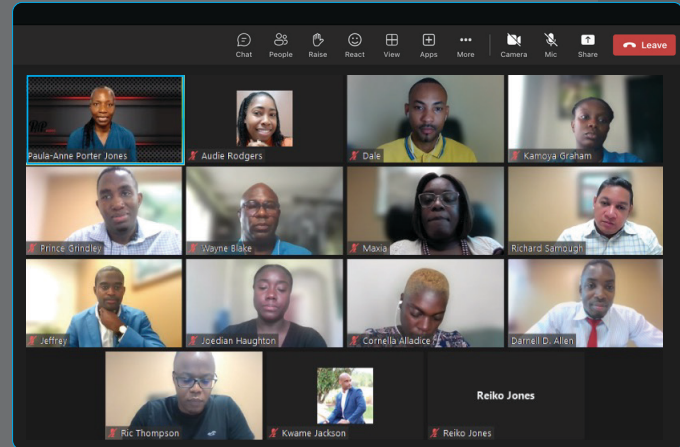 Chat People Raise React View Apps More Camera Mic Share Leave
Paula-Anne Porter Jones
Audie Rodgers
Dale
Kamoya Graham
Prince Grindley
Wayne Blake
Maxia
Richard Samough
Jeffrey
Joedian Haughton
Cornella Alladice
Darnell D. Allen
Ric Thompson
Kwame Jackson
Reiko Jones
Reiko Jones